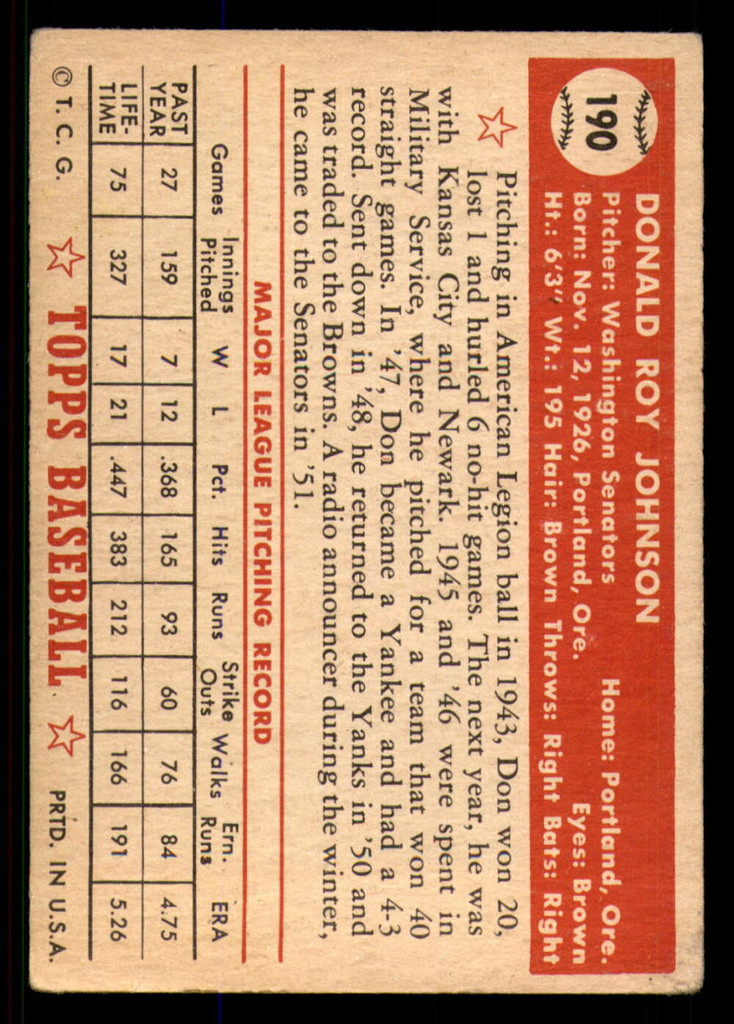 190
DONALD ROY JOHNSON
Pitcher: Washington Senators Home: Portland, Ore.
Born: Nov. 12, 1926, Portland, Ore. Eyes: Brown
Ht.: 6'3" Wt.: 195 Hair: Brown Throws: Right Bats: Right
Pitching in American Legion ball in 1943, Don won 20,
lost 1 and hurled 6 no-hit games. The next year, he was
with Kansas City and Newark. 1945 and '46 were spent in
Military Service, where he pitched for a team that won 40
straight games. In '47, Don became a Yankee and had a 4-3
record. Sent down in '48, he returned to the Yanks in '50 and
was traded to the Browns. A radio announcer during the winter,
he came to the Senators in '51.
MAJOR LEAGUE PITCHING RECORD
Games Innings Pitched W L Pct. Hits Runs Strike Outs Walks Ern. Runs ERA
PAST YEAR 27 159 7 12 .368 165 93 60 76 84 4.75
LIFE-TIME 75 327 17 21 .447 383 212 116 166 191 5.26
© T. C. G. TOPPS BASEBALL PRTD. IN U.S.A.